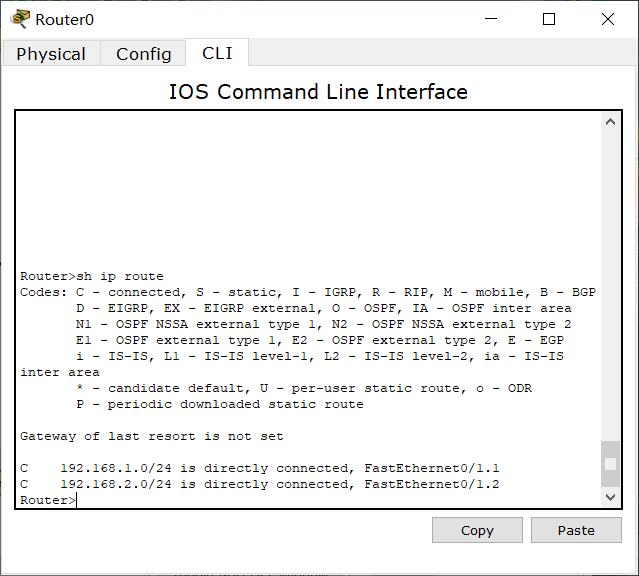 Router0
Physical Config CLI
IOS Command Line Interface
Router>sh ip route
Codes: C - connected, S - static, I - IGRP, R - RIP, M - mobile, B - BGP
       D - EIGRP, EX - EIGRP external, O - OSPF, IA - OSPF inter area
       N1 - OSPF NSSA external type 1, N2 - OSPF NSSA external type 2
       E1 - OSPF external type 1, E2 - OSPF external type 2, E - EGP
       i - IS-IS, L1 - IS-IS level-1, L2 - IS-IS level-2, ia - IS-IS
inter area
       * - candidate default, U - per-user static route, o - ODR
       P - periodic downloaded static route
Gateway of last resort is not set
C    192.168.1.0/24 is directly connected, FastEthernet0/1.1
C    192.168.2.0/24 is directly connected, FastEthernet0/1.2
Router>
Copy Paste